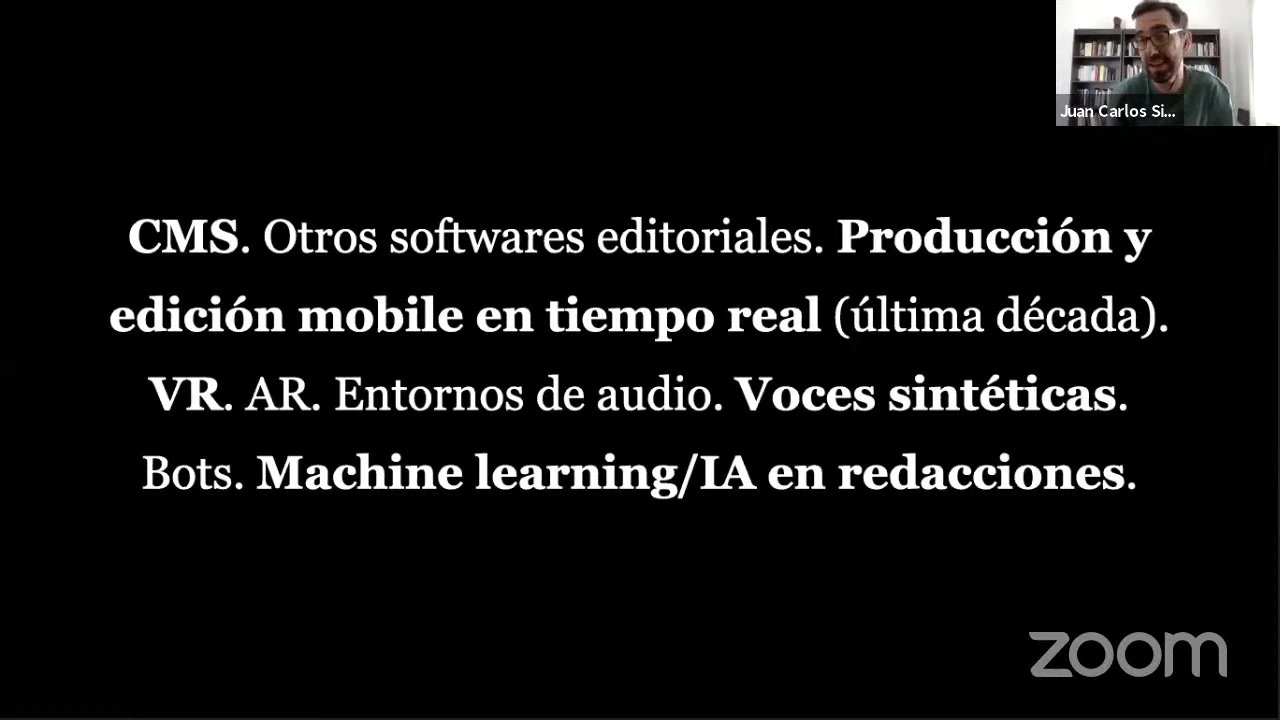 Juan Carlos Si...
CMS. Otros softwares editoriales. Producción y
edición mobile en tiempo real (última década).
VR. AR. Entornos de audio. Voces sintéticas.
Bots. Machine learning/IA en redacciones.
zoom